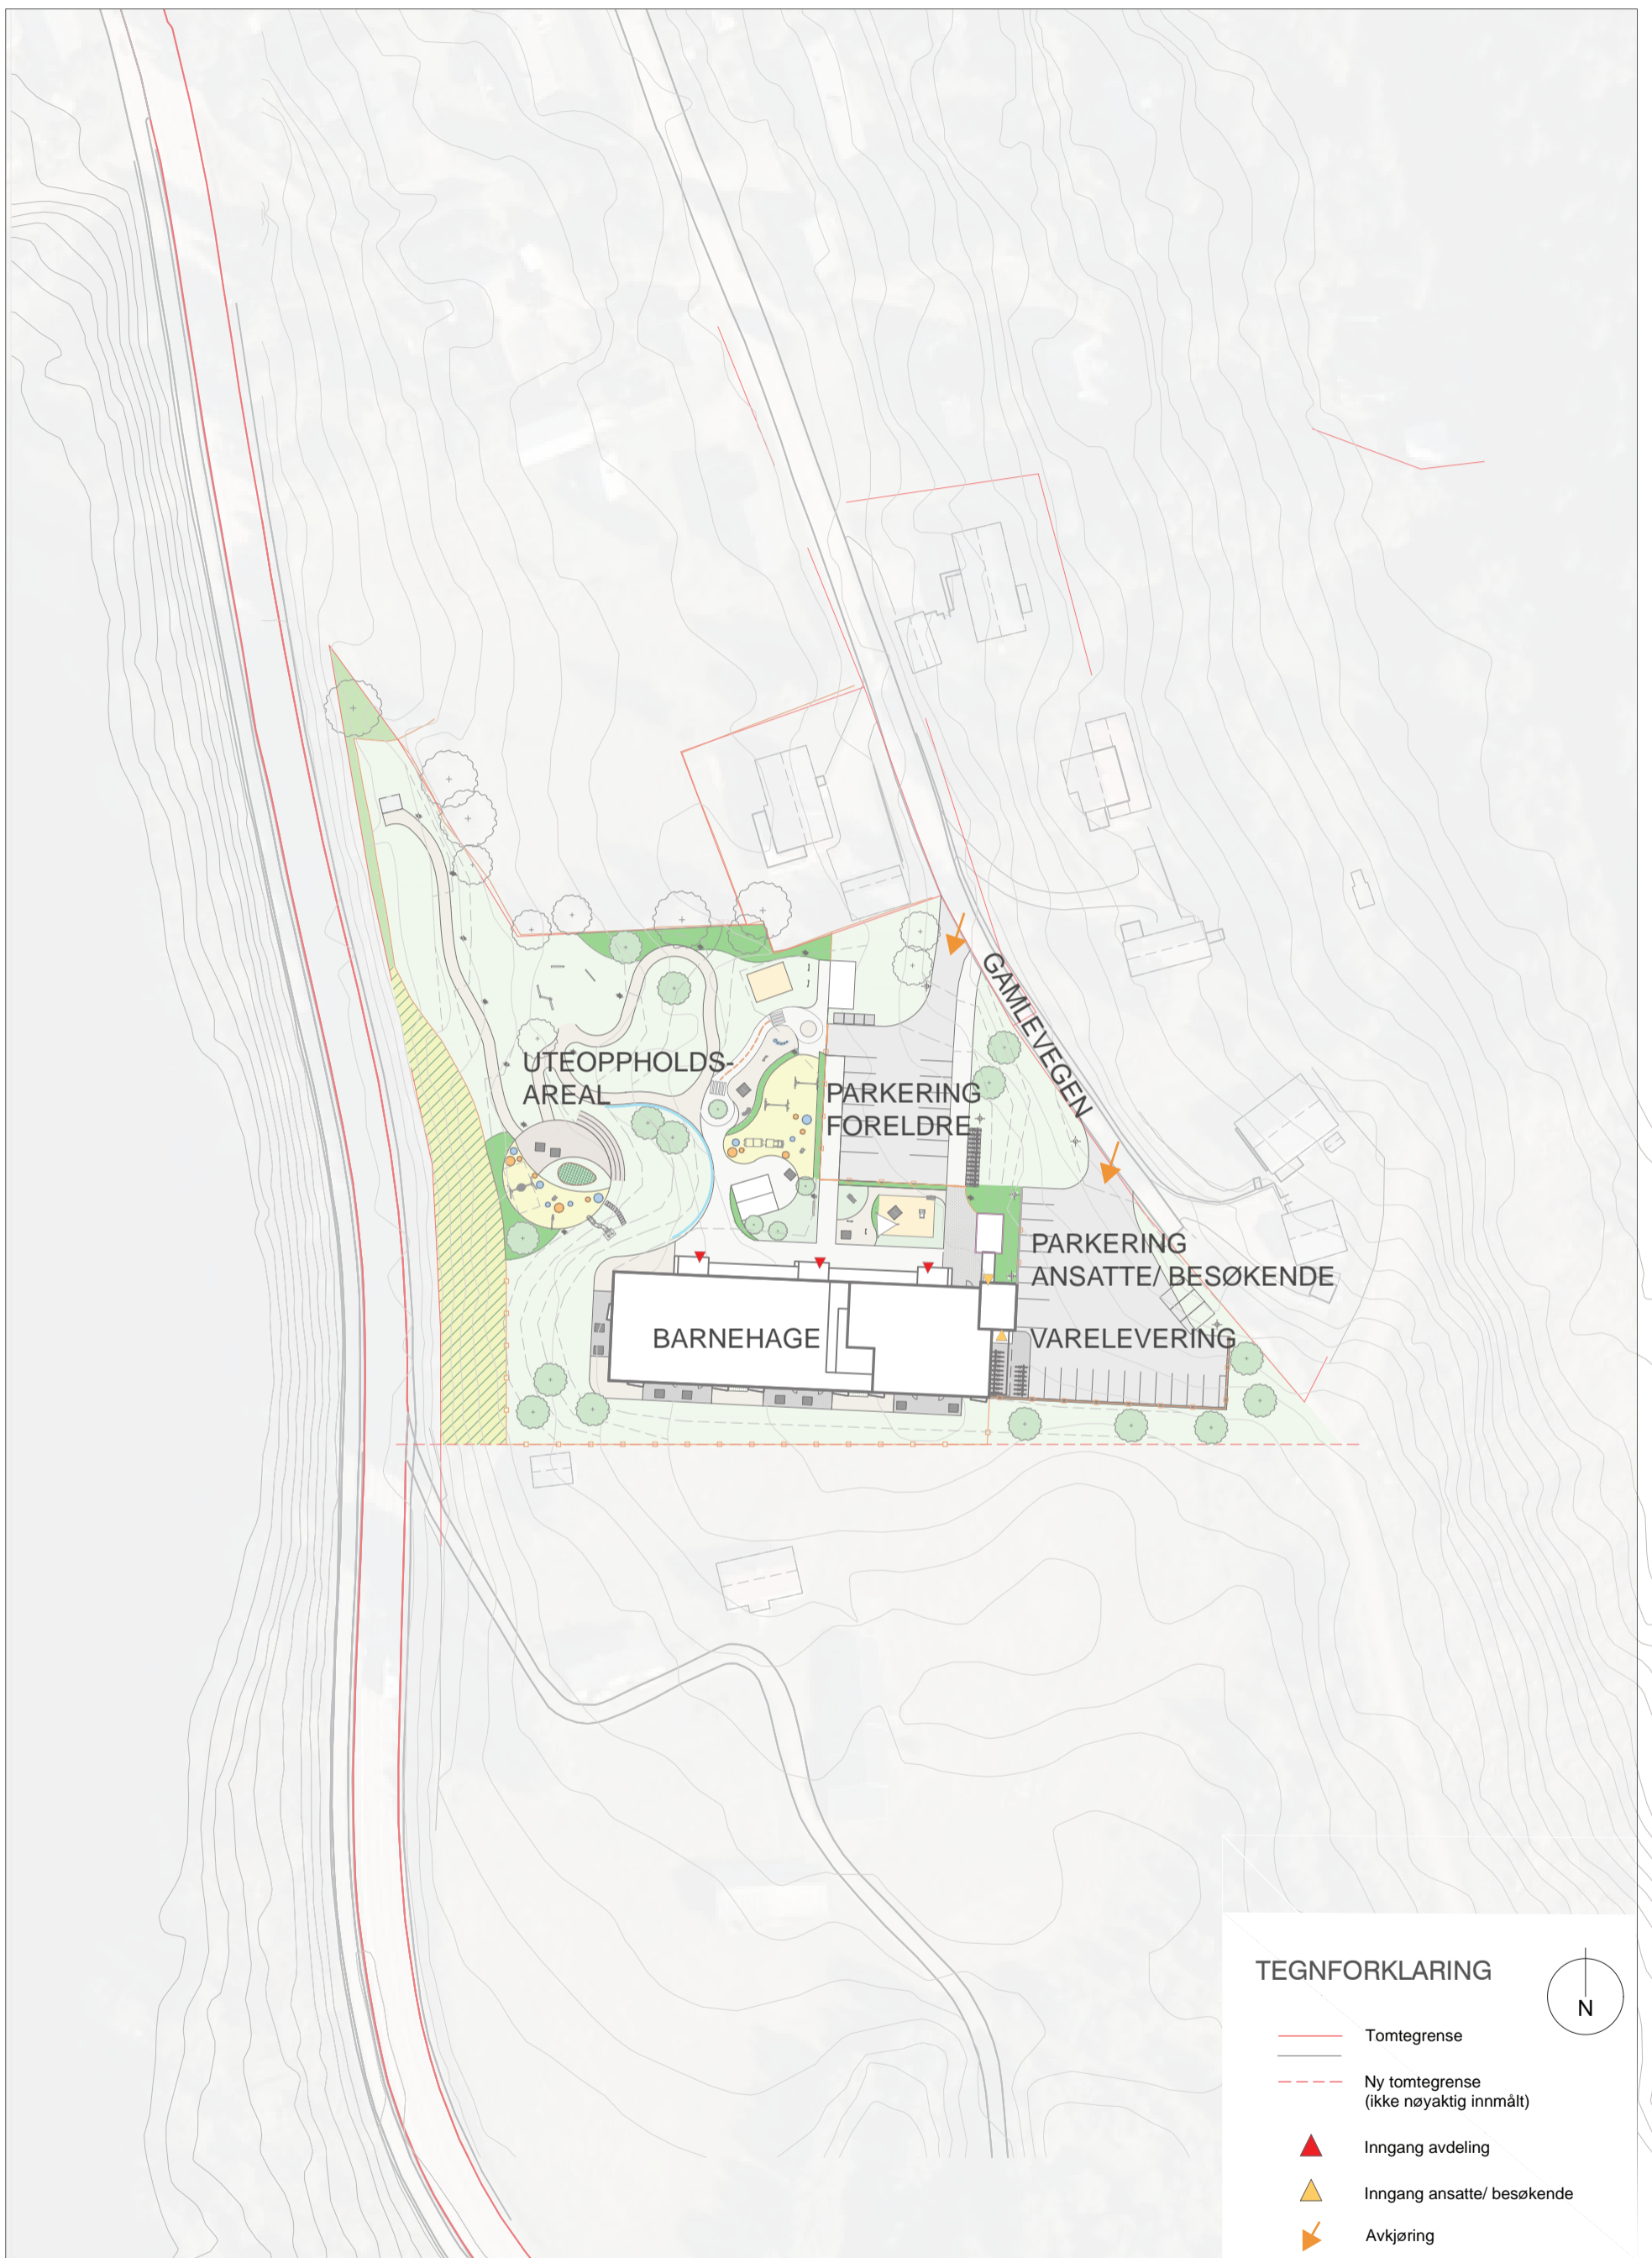 GAMLEVEGEN
UTEOPPHOLDS-
AREAL
PARKERING
FORELDRE
PARKERING
ANSATTE/ BESØKENDE
BARNEHAGE
VARELEVERING
TEGNFORKLARING
N
Tomtegrense
Ny tomtegrense
(ikke nøyaktig innmålt)
Inngang avdeling
Inngang ansatte/ besøkende
Avkjøring